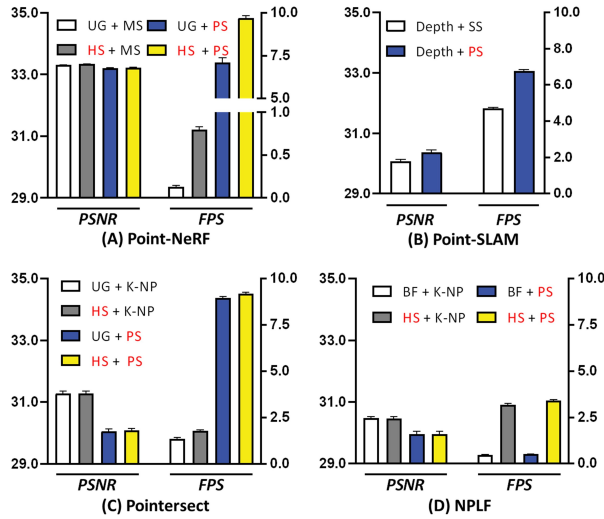 35.0
33.0
31.0
29.0
UG + MS
UG + PS
HS + MS
HS + PS
10.0
7.5
5.0
1.0
0.5
0.0
PSNR
FPS
(A) Point-NeRF
35.0
33.0
31.0
29.0
Depth + SS
Depth + PS
10.0
8.0
6.0
4.0
2.0
0.0
PSNR
FPS
(B) Point-SLAM
35.0
33.0
31.0
29.0
UG + K-NP
HS + K-NP
UG + PS
HS + PS
10.0
7.5
5.0
2.5
0.0
PSNR
FPS
(C) Pointersect
35.0
33.0
31.0
29.0
BF + K-NP
BF + PS
HS + K-NP
HS + PS
10.0
7.5
5.0
2.5
0.0
PSNR
FPS
(D) NPLF